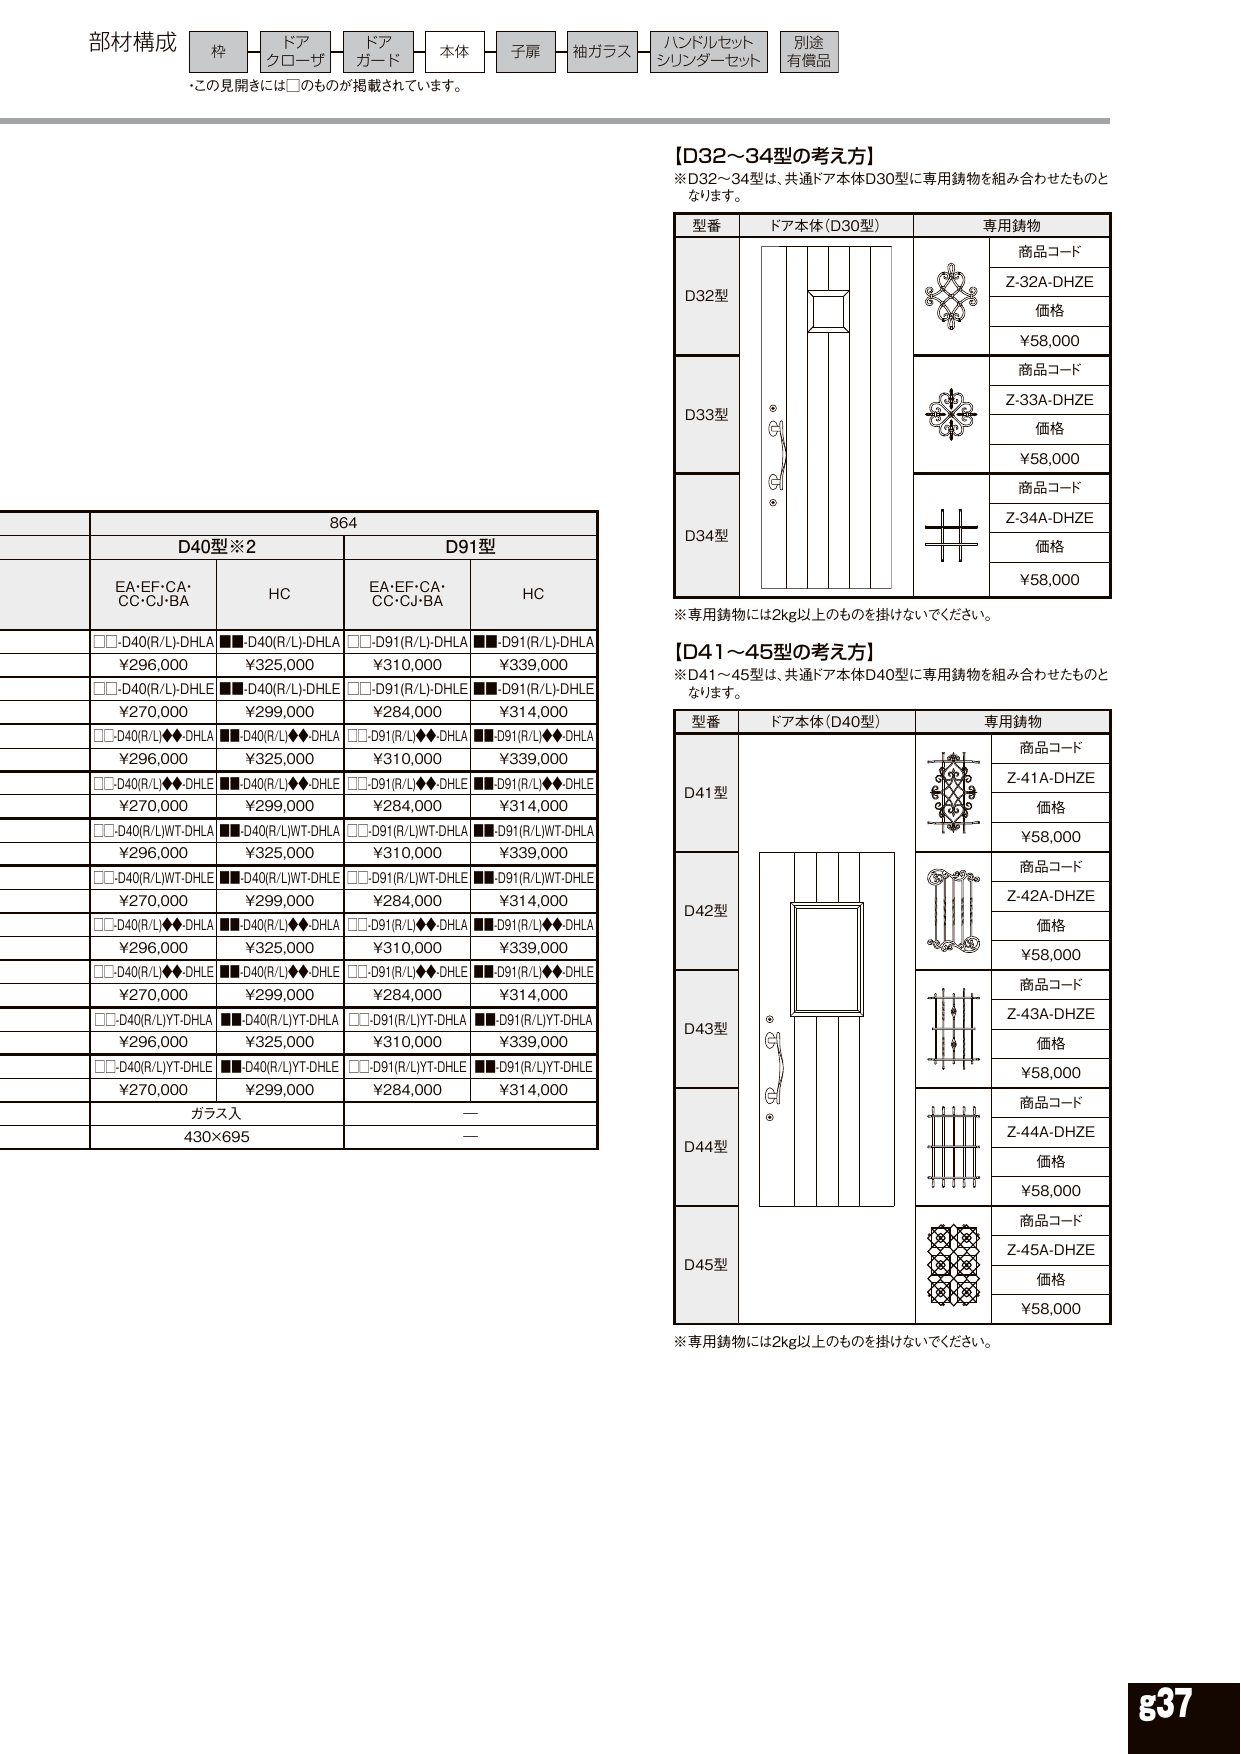 部材構成
枠 ドアクローザ ドアガード 本体 子扉 袖ガラス ハンドルセットシリンダーセット 別途有償品
・この見開きには□のものが掲載されています。
864
D40型※2 D91型
EA・EF・CA・CC・CJ・BA HC EA・EF・CA・CC・CJ・BA HC
□□-D40(R/L)-DHLA ■■-D40(R/L)-DHLA □□-D91(R/L)-DHLA ■■-D91(R/L)-DHLA
¥296,000 ¥325,000 ¥310,000 ¥339,000
□□-D40(R/L)-DHLE ■■-D40(R/L)-DHLE □□-D91(R/L)-DHLE ■■-D91(R/L)-DHLE
¥270,000 ¥299,000 ¥284,000 ¥314,000
□□-D40(R/L)◆◆-DHLA ■■-D40(R/L)◆◆-DHLA □□-D91(R/L)◆◆-DHLA ■■-D91(R/L)◆◆-DHLA
¥296,000 ¥325,000 ¥310,000 ¥339,000
□□-D40(R/L)◆◆-DHLE ■■-D40(R/L)◆◆-DHLE □□-D91(R/L)◆◆-DHLE ■■-D91(R/L)◆◆-DHLE
¥270,000 ¥299,000 ¥284,000 ¥314,000
□□-D40(R/L)WT-DHLA ■■-D40(R/L)WT-DHLA □□-D91(R/L)WT-DHLA ■■-D91(R/L)WT-DHLA
¥296,000 ¥325,000 ¥310,000 ¥339,000
□□-D40(R/L)WT-DHLE ■■-D40(R/L)WT-DHLE □□-D91(R/L)WT-DHLE ■■-D91(R/L)WT-DHLE
¥270,000 ¥299,000 ¥284,000 ¥314,000
□□-D40(R/L)◆◆-DHLA ■■-D40(R/L)◆◆-DHLA □□-D91(R/L)◆◆-DHLA ■■-D91(R/L)◆◆-DHLA
¥296,000 ¥325,000 ¥310,000 ¥339,000
□□-D40(R/L)◆◆-DHLE ■■-D40(R/L)◆◆-DHLE □□-D91(R/L)◆◆-DHLE ■■-D91(R/L)◆◆-DHLE
¥270,000 ¥299,000 ¥284,000 ¥314,000
□□-D40(R/L)YT-DHLA ■■-D40(R/L)YT-DHLA □□-D91(R/L)YT-DHLA ■■-D91(R/L)YT-DHLA
¥296,000 ¥325,000 ¥310,000 ¥339,000
□□-D40(R/L)YT-DHLE ■■-D40(R/L)YT-DHLE □□-D91(R/L)YT-DHLE ■■-D91(R/L)YT-DHLE
¥270,000 ¥299,000 ¥284,000 ¥314,000
ガラス入 —
430×695 —
【D32〜34型の考え方】
※D32〜34型は、共通ドア本体D30型に専用鋳物を組み合わせたものと
なります。
型番 ドア本体（D30型） 専用鋳物
D32型
商品コード
Z-32A-DHZE
価格
¥58,000
D33型
商品コード
Z-33A-DHZE
価格
¥58,000
D34型
商品コード
Z-34A-DHZE
価格
¥58,000
※専用鋳物には2kg以上のものを掛けないでください。
【D41〜45型の考え方】
※D41〜45型は、共通ドア本体D40型に専用鋳物を組み合わせたものと
なります。
型番 ドア本体（D40型） 専用鋳物
D41型
商品コード
Z-41A-DHZE
価格
¥58,000
D42型
商品コード
Z-42A-DHZE
価格
¥58,000
D43型
商品コード
Z-43A-DHZE
価格
¥58,000
D44型
商品コード
Z-44A-DHZE
価格
¥58,000
D45型
商品コード
Z-45A-DHZE
価格
¥58,000
※専用鋳物には2kg以上のものを掛けないでください。
g37